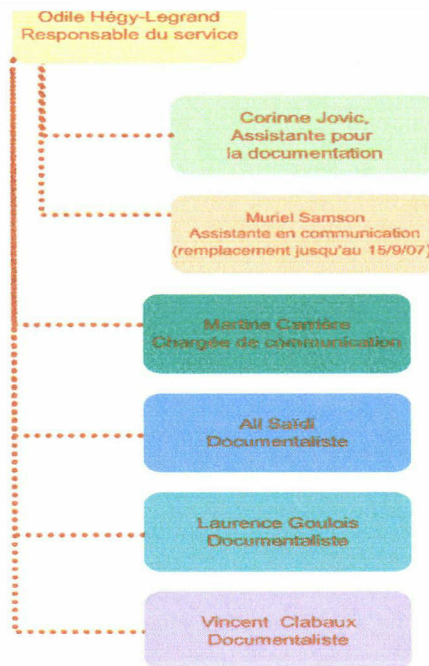 Odile Hégy-Legrand
Responsable du service
Corinne Jovic,
Assistante pour
la documentation
Muriel Samson
Assistante en communication
(remplacement jusqu'au 15/9/07)
Martine Carrière
Chargée de communication
Ali Saïdi
Documentaliste
Laurence Goulois
Documentaliste
Vincent Clabaux
Documentaliste